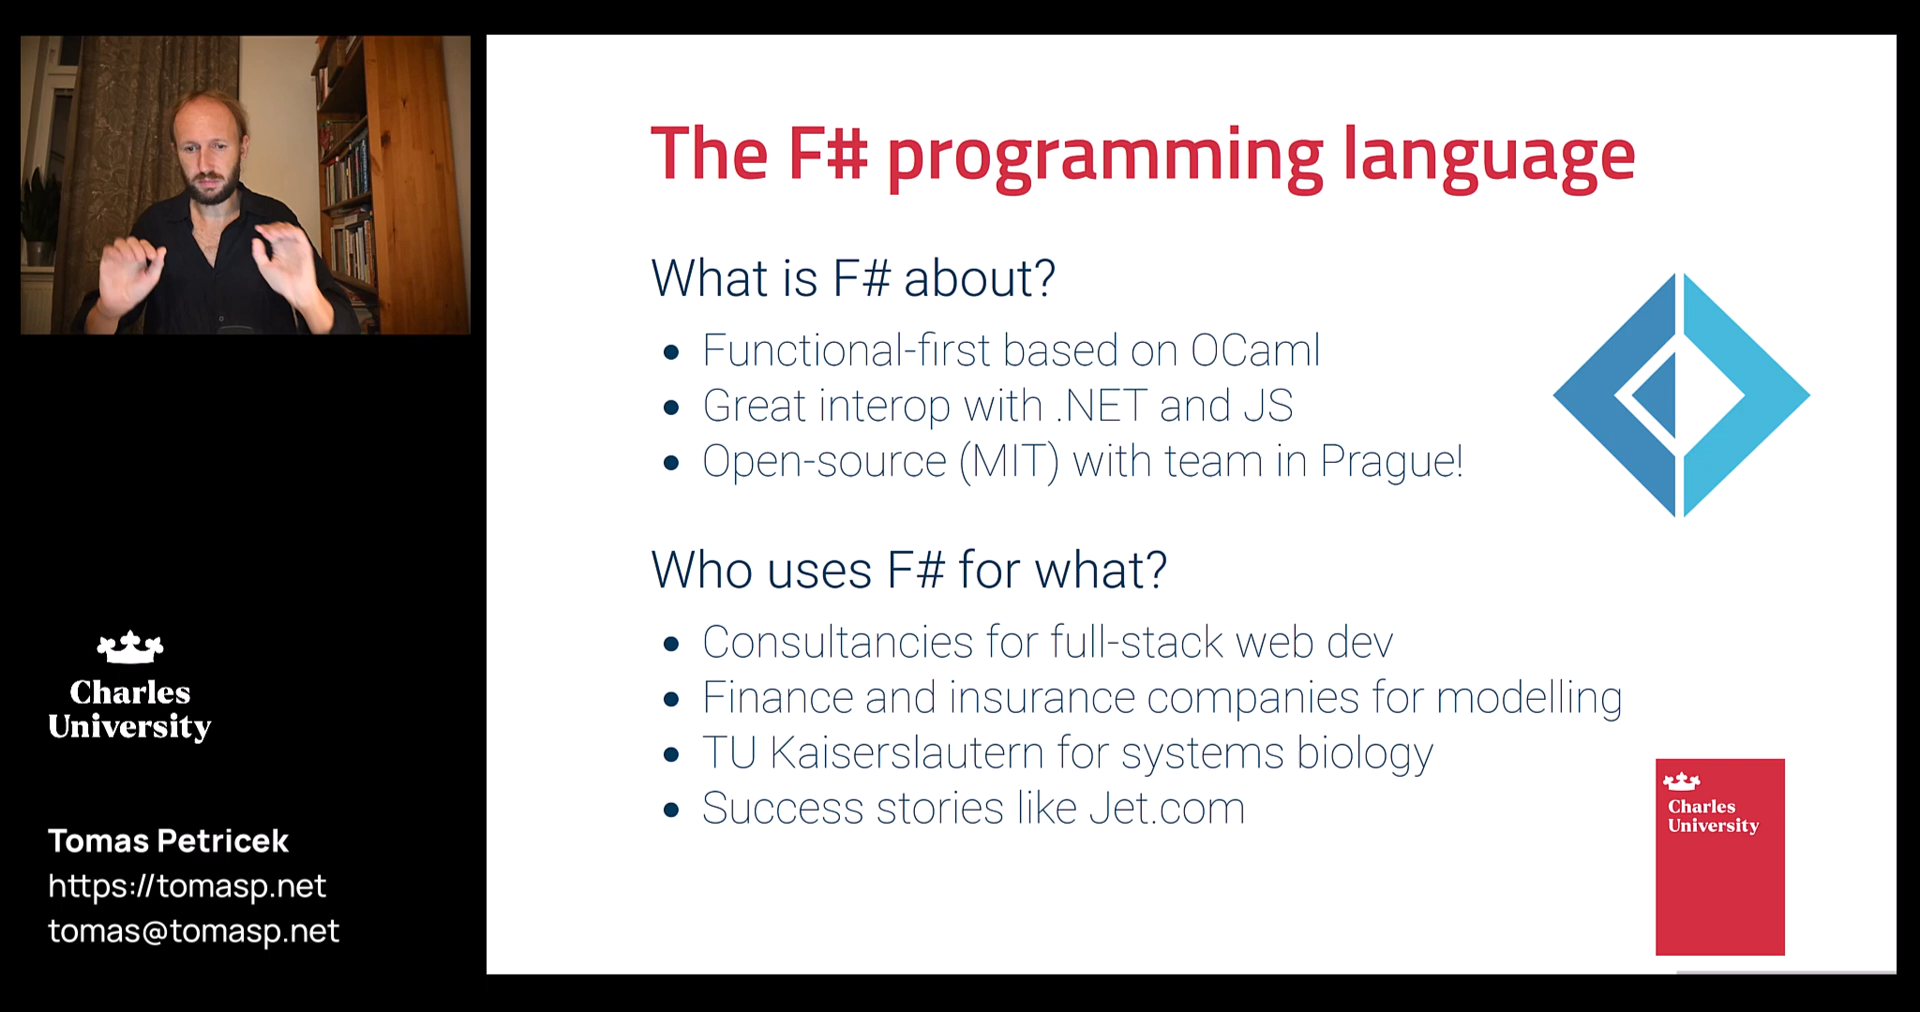 The F# programming language
What is F# about?
Functional-first based on OCaml
Great interop with .NET and JS
Open-source (MIT) with team in Prague!
Who uses F# for what?
Consultancies for full-stack web dev
Finance and insurance companies for modelling
TU Kaiserslautern for systems biology
Success stories like Jet.com
Charles
University
Charles
University
Tomas Petricek
https://tomasp.net
tomas@tomasp.net